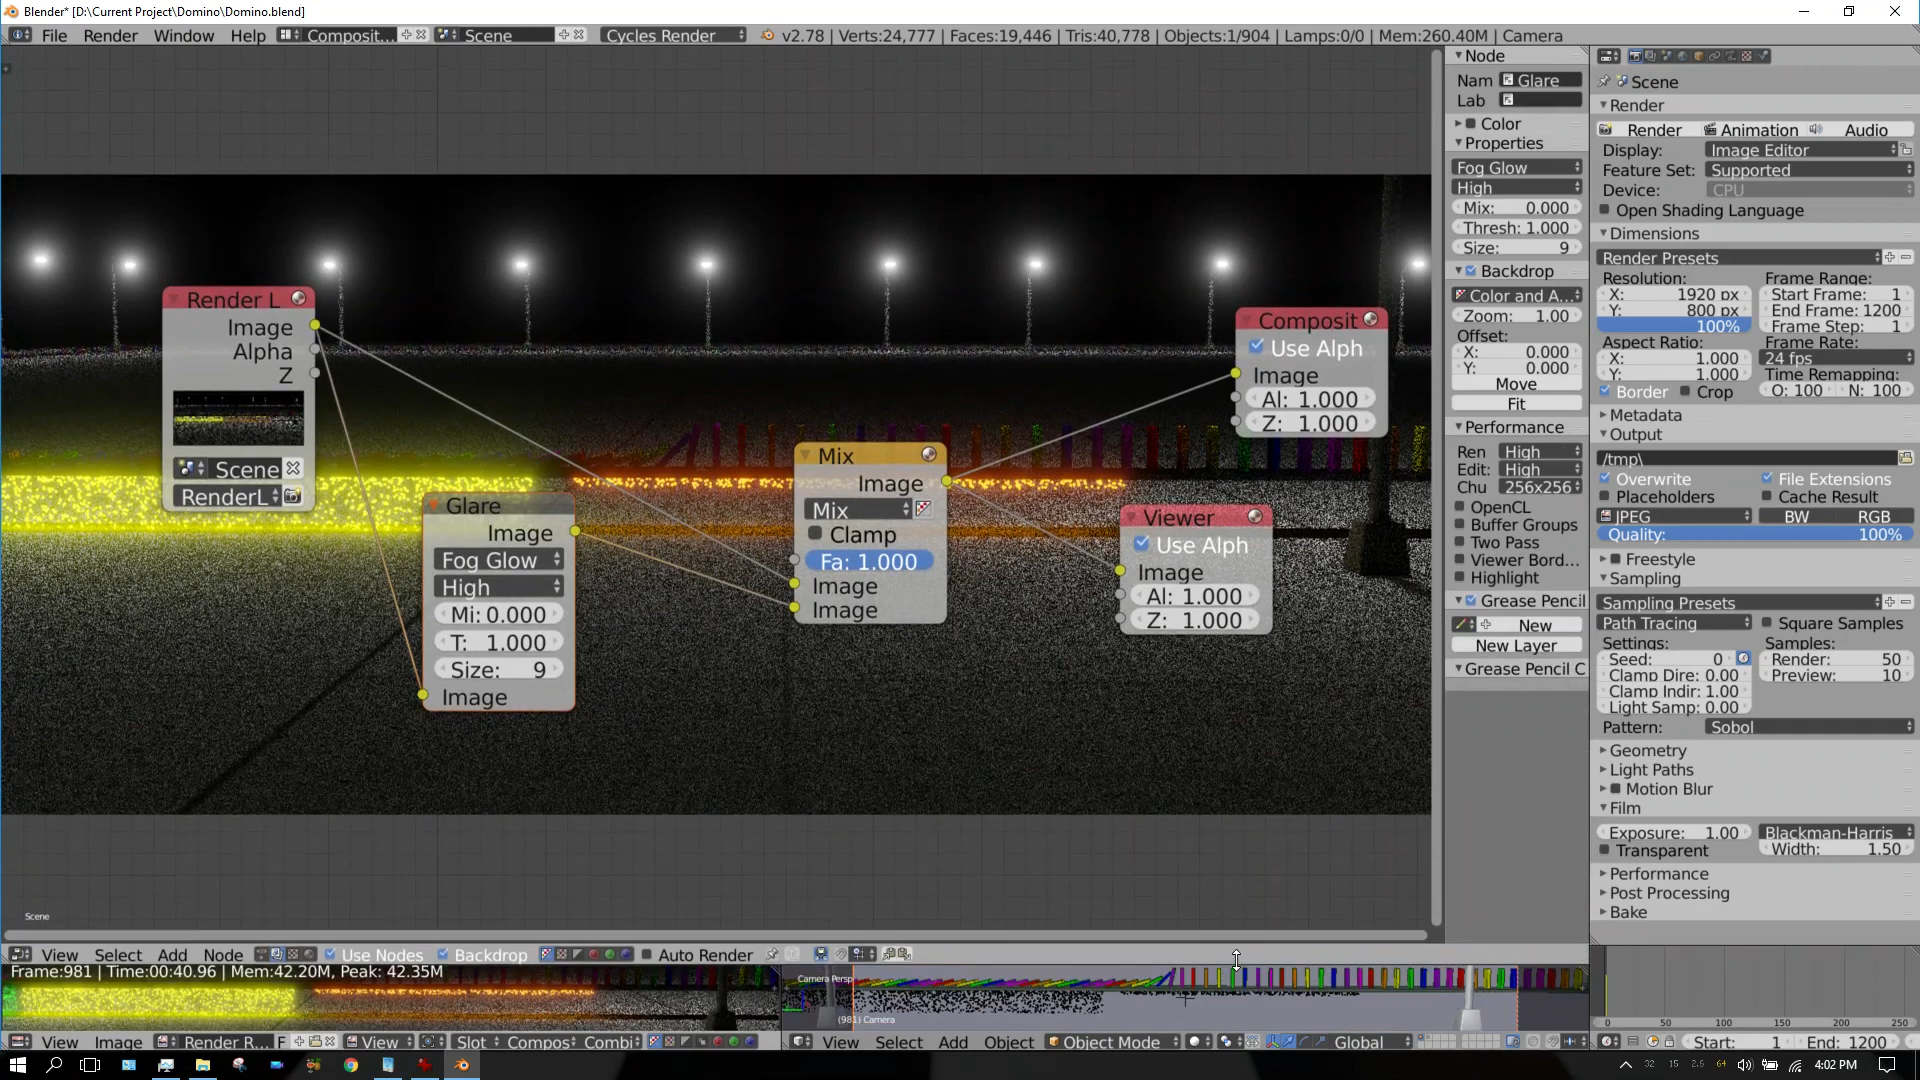 Blender* [D:\Current Project\Domino\Domino.blend]
File Render Window Help Composit... Scene Cycles Render v2.78 | Verts:24,777 | Faces:19,446 | Tris:40,778 | Objects:1/904 | Lamps:0/0 | Mem:260.40M | Camera
Render L
Image
Alpha
Z
Scene
RenderL
Glare
Image
Fog Glow
High
Mi: 0.000
T: 1.000
Size: 9
Image
Mix
Image
Mix
Clamp
Fa: 1.000
Image
Image
Composit
Use Alph
Image
Al: 1.000
Z: 1.000
Viewer
Use Alph
Image
Al: 1.000
Z: 1.000
Scene
Node
Nam Glare
Lab
Color
Properties
Fog Glow
High
Mix: 0.000
Thresh: 1.000
Size: 9
Backdrop
Color and A...
Zoom: 1.00
Offset:
X: 0.000
Y: 0.000
Move
Fit
Performance
Ren High
Edit: High
Chu 256x256
OpenCL
Buffer Groups
Two Pass
Viewer Bord...
Highlight
Grease Pencil
New
New Layer
Grease Pencil C
Scene
Render
Render Animation Audio
Display: Image Editor
Feature Set: Supported
Device: CPU
Open Shading Language
Dimensions
Render Presets
Resolution: Frame Range:
X: 1920 px Start Frame: 1
Y: 800 px End Frame: 1200
100% Frame Step: 1
Aspect Ratio: Frame Rate:
X: 1.000 24 fps
Y: 1.000 Time Remapping:
Border Crop O: 100 N: 100
Metadata
Output
/tmp\
Overwrite File Extensions
Placeholders Cache Result
JPEG BW RGB
Quality: 100%
Freestyle
Sampling
Sampling Presets
Path Tracing Square Samples
Settings: Samples:
Seed: 0 Render: 50
Clamp Dire: 0.00 Preview: 10
Clamp Indir: 1.00
Light Samp: 0.00
Pattern: Sobol
Geometry
Light Paths
Motion Blur
Film
Exposure: 1.00 Blackman-Harris
Transparent Width: 1.50
Performance
Post Processing
Bake
View Select Add Node Use Nodes Backdrop Auto Render
Frame:981 | Time:00:40.96 | Mem:42.20M, Peak: 42.35M
Camera Persp
(981) Camera
0 50 100 150 200 250
View Image Render R... F View Slot Compos Combi
View Select Add Object Object Mode Global
Start: 1 End: 1200
32 15 2.6 64 4:02 PM